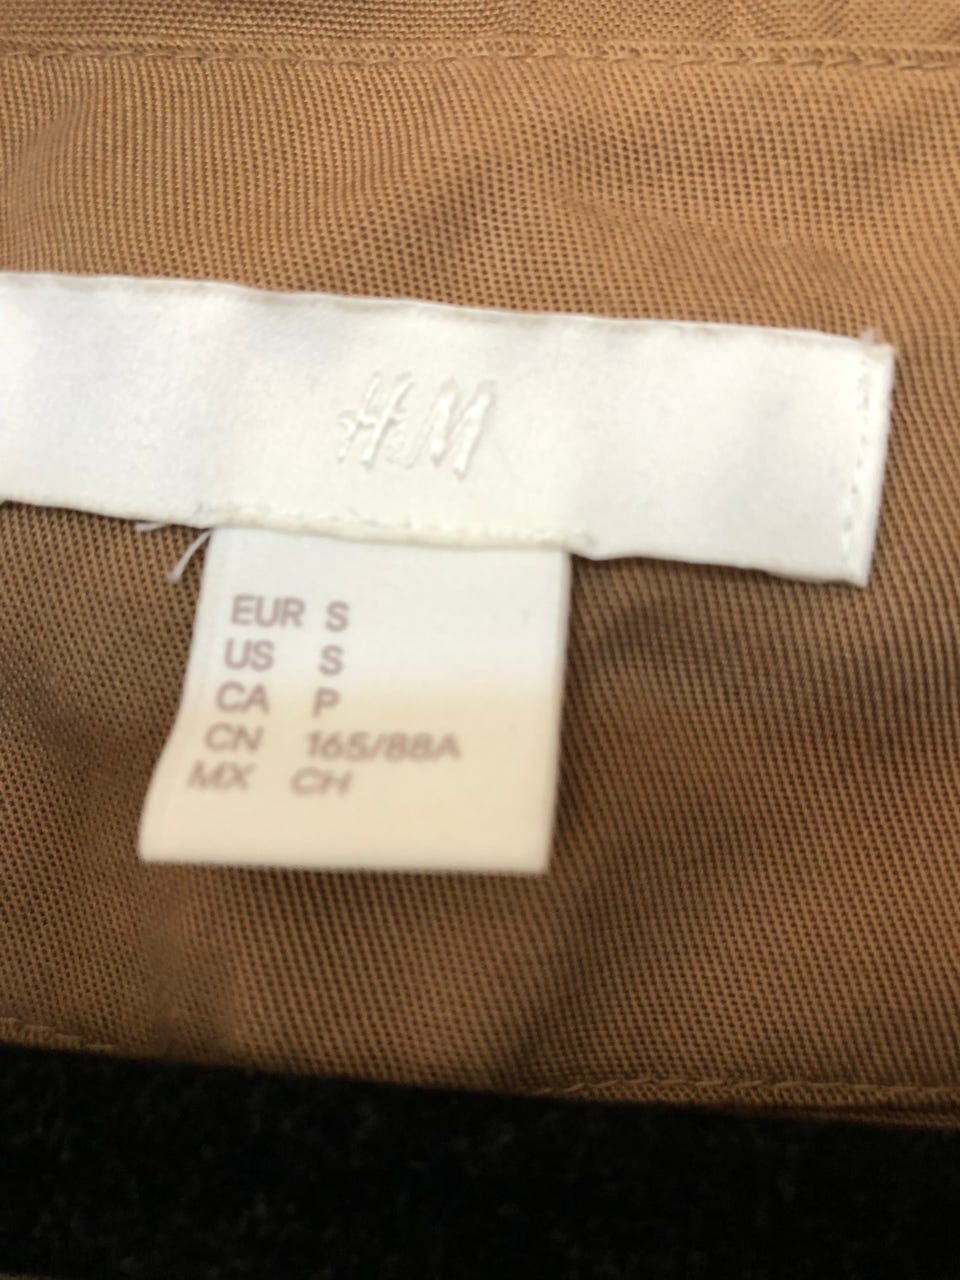 H&M
EUR S
US S
CA P
CN 165/88A
MX CH